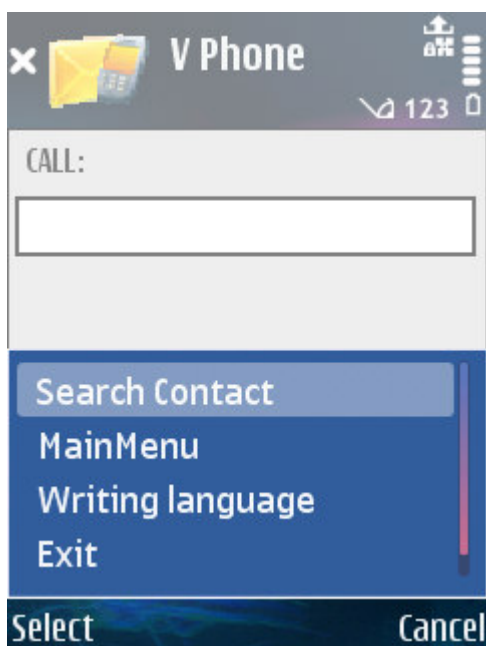 V Phone
123
CALL:
Search Contact
MainMenu
Writing language
Exit
Select Cancel